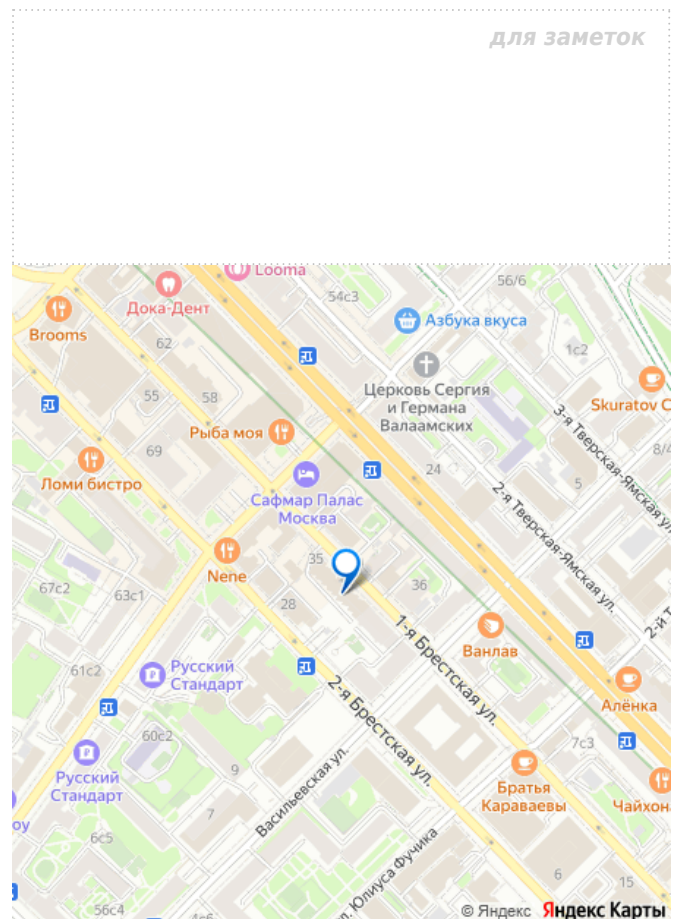 для заметок
Looma
56/6
54с3
Дока-Дент
Brooms
Азбука вкуса
62
1с2
Церковь Сергия
и Германа
Валаамских
Skuratov C
55
58
Рыба моя
3-я Тверская-Ямская ул.
69
8/4
24
Ломи бистро
5
Сафмар Палас
Москва
2-я Тверская-Ямская ул.
35
Nene
67с2
63с1
36
28
1-я Брестская ул.
2-й Т
Ванлав
61с2
Русский
Стандарт
2-я Брестская ул.
Алёнка
60с2
7с3
9
Русский
Стандарт
Васильевская ул.
Братья
Караваевы
Чайхон
7
оу
6с5
ул. Юлиуса Фучика
6
15
56с4
4с6
© Яндекс Яндекс Карты